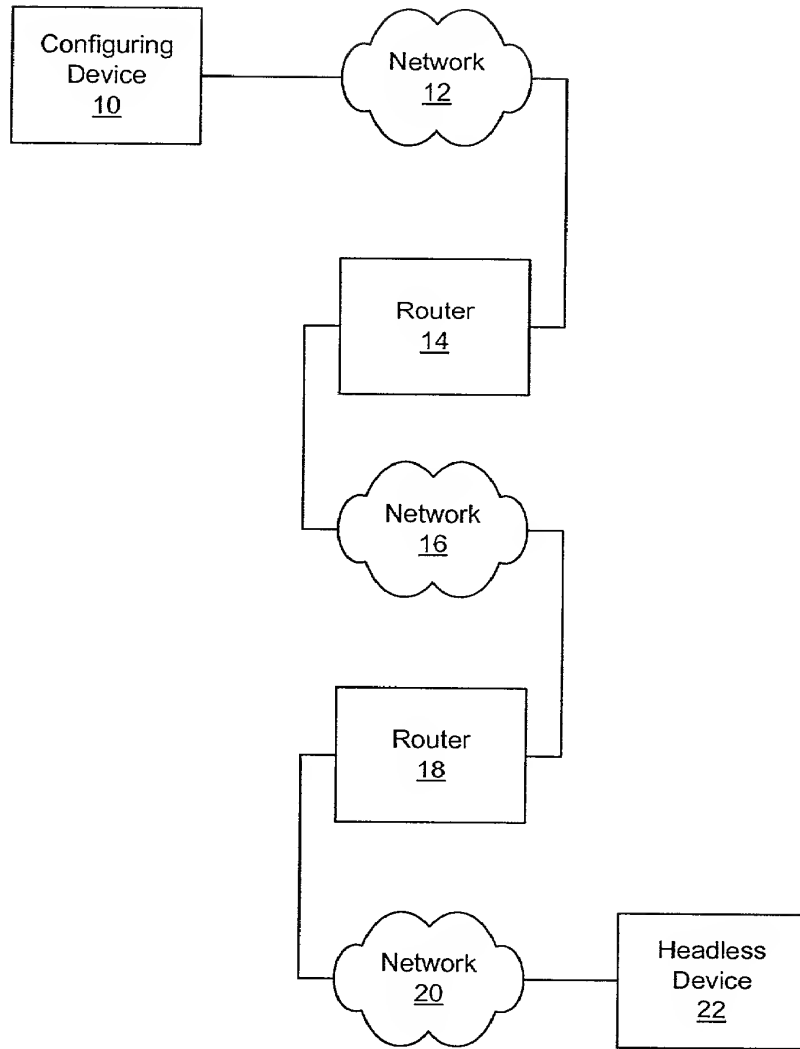 Configuring
Device
10
Network
12
Router
14
Network
16
Router
18
Network
20
Headless
Device
22